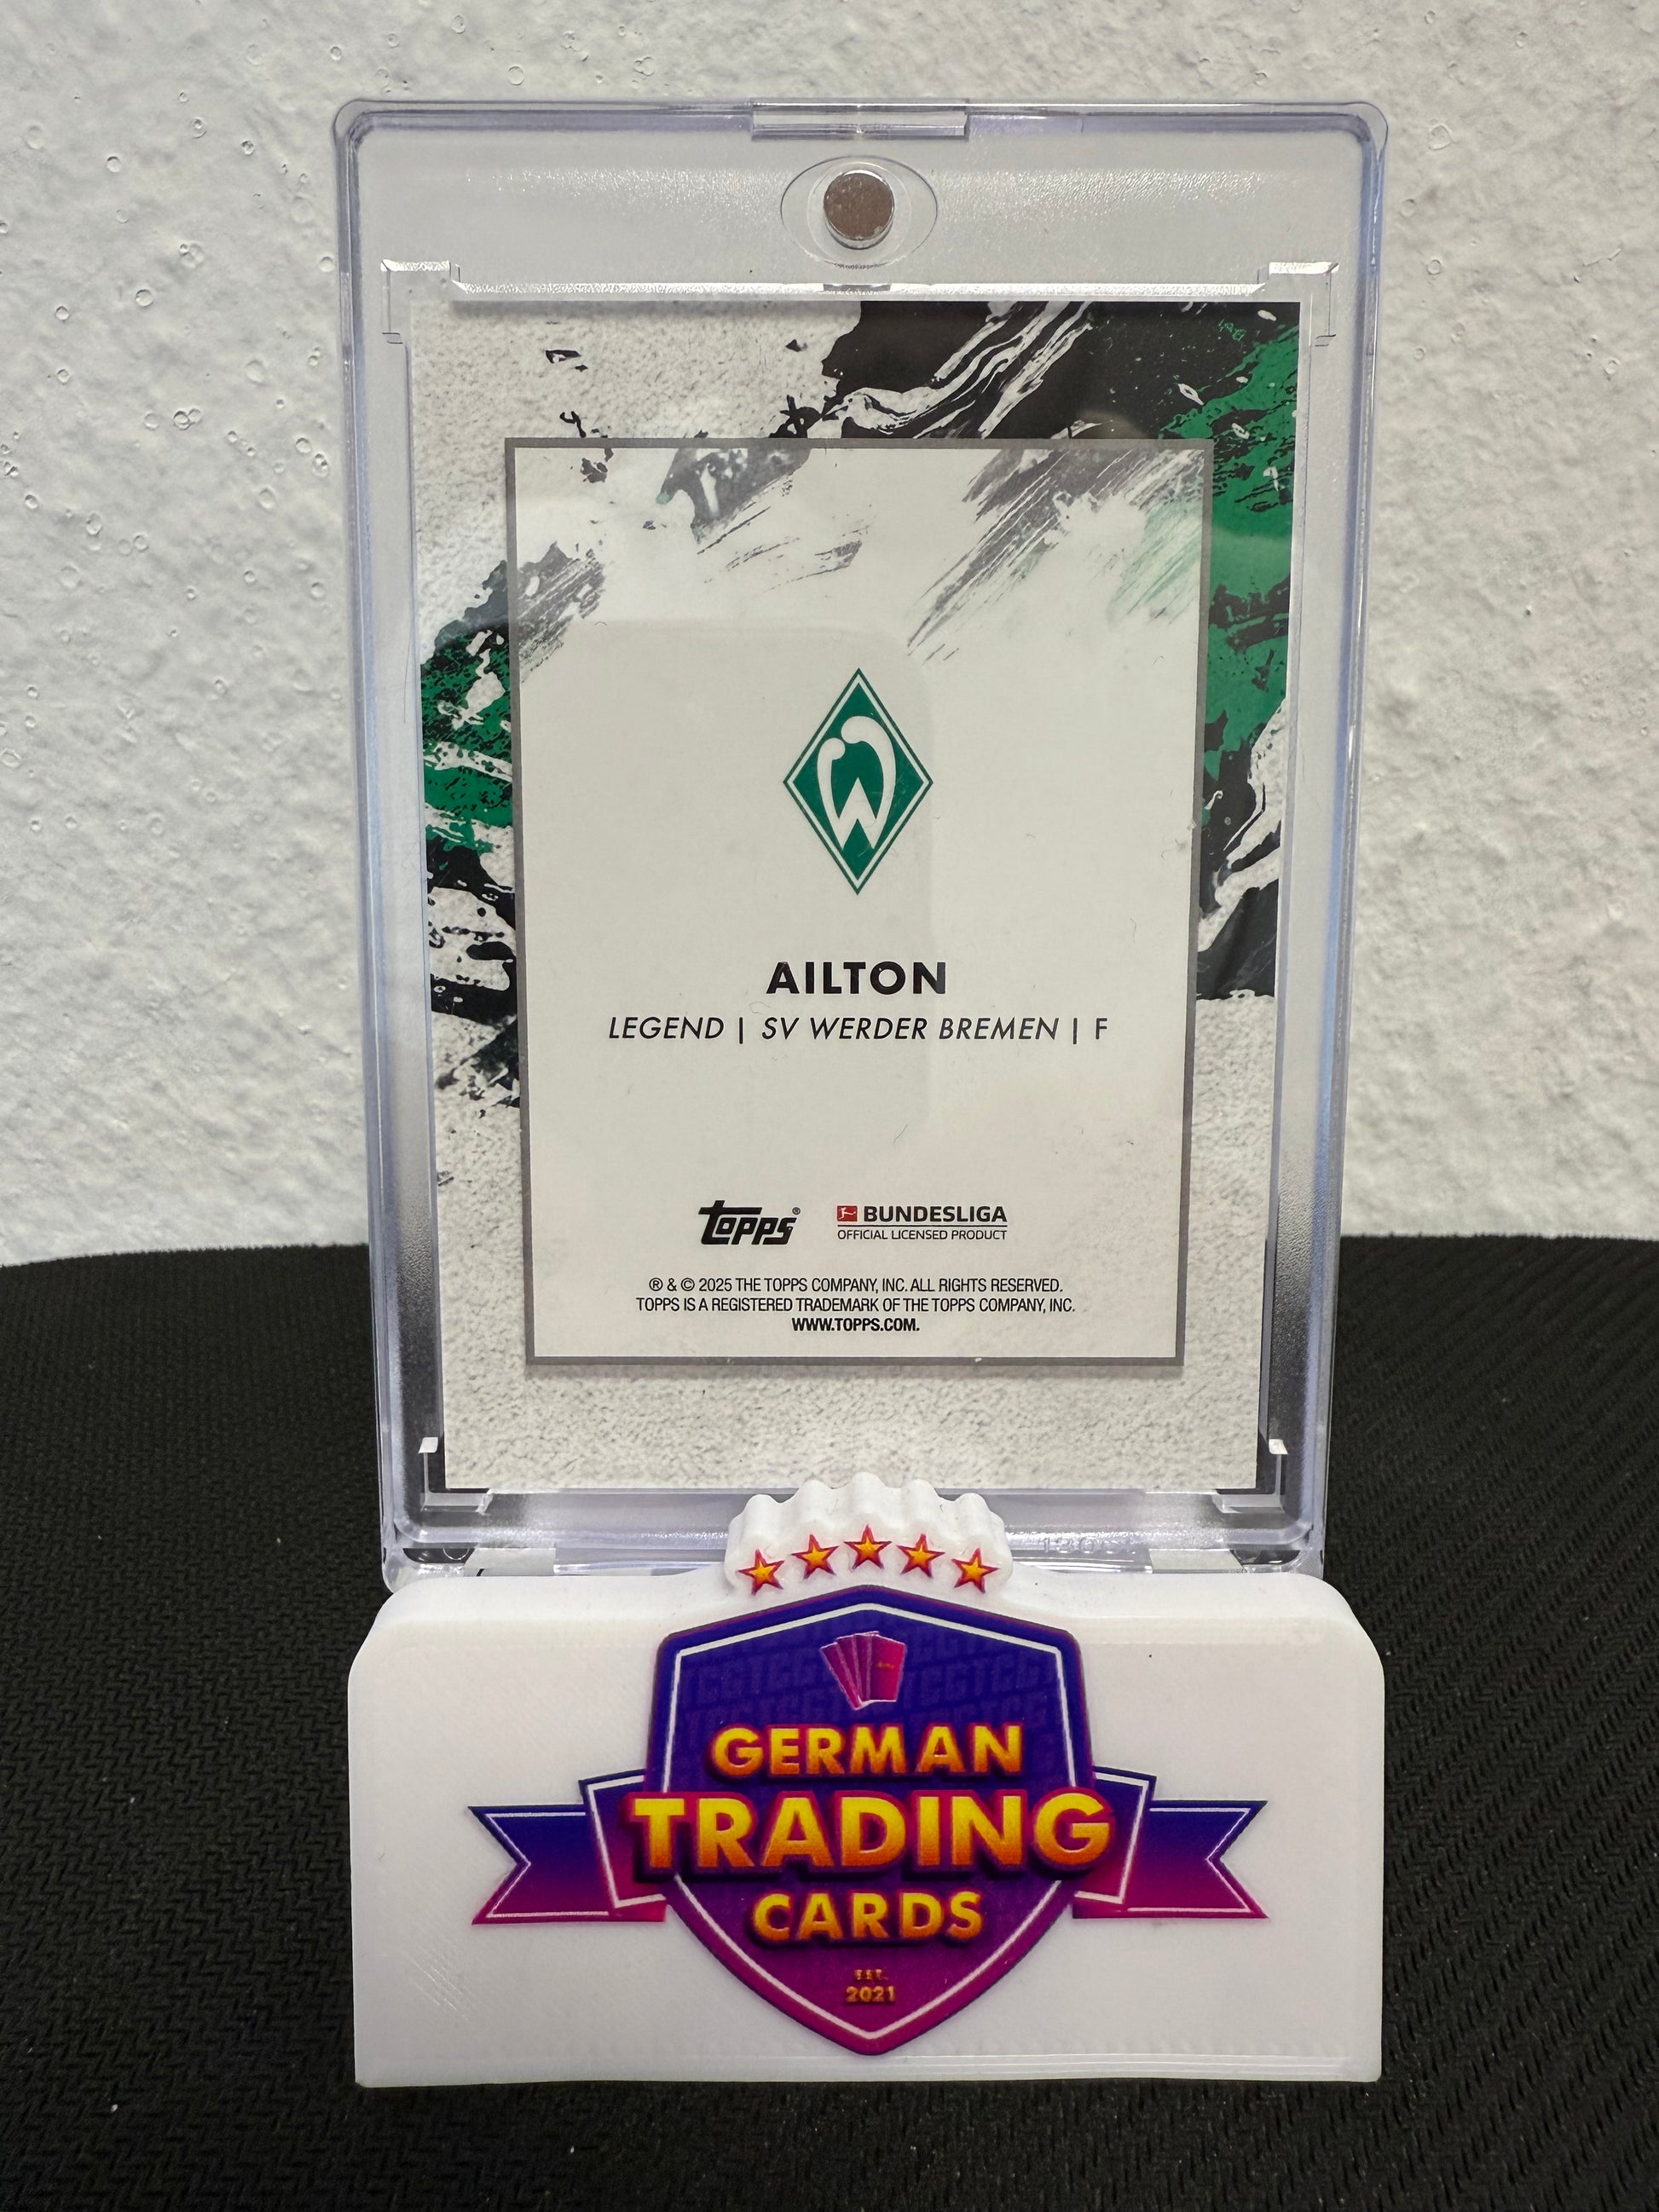 AILTON
LEGEND | SV WERDER BREMEN | F
topps®
BUNDESLIGA
OFFICIAL LICENSED PRODUCT
® & © 2025 THE TOPPS COMPANY, INC. ALL RIGHTS RESERVED.
TOPPS IS A REGISTERED TRADEMARK OF THE TOPPS COMPANY, INC.
WWW.TOPPS.COM.
GERMAN
TRADING
CARDS
EST.
2021